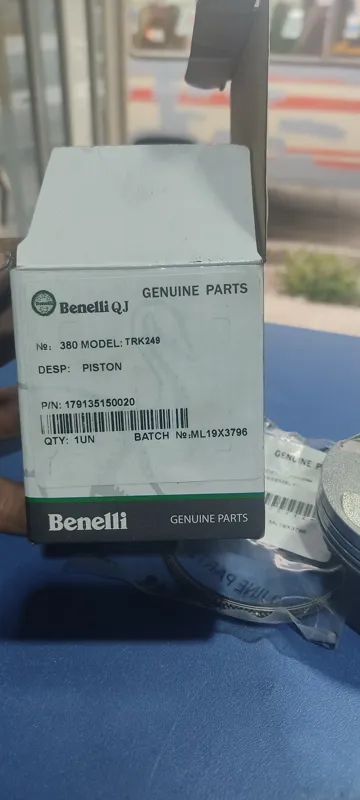 Benelli QJ GENUINE PARTS
№: 380 MODEL: TRK249
DESP: PISTON
P/N: 179135150020
QTY: 1UN BATCH №:ML19X3796
Benelli GENUINE PARTS
GENUINE P
ML19X3796